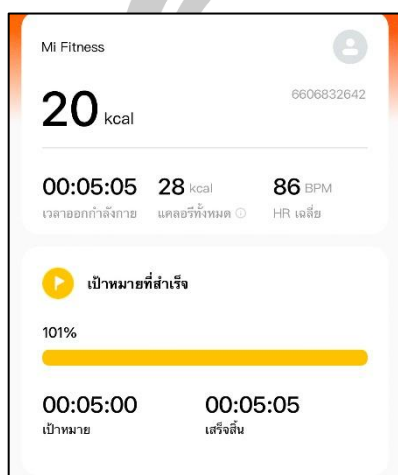 Mi Fitness
6606832642
20 kcal
00:05:05 28 kcal 86 BPM
เวลาออกกำลังกาย แคลอรีทั้งหมด HR เฉลี่ย
เป้าหมายที่สำเร็จ
101%
00:05:00 00:05:05
เป้าหมาย เสร็จสิ้น